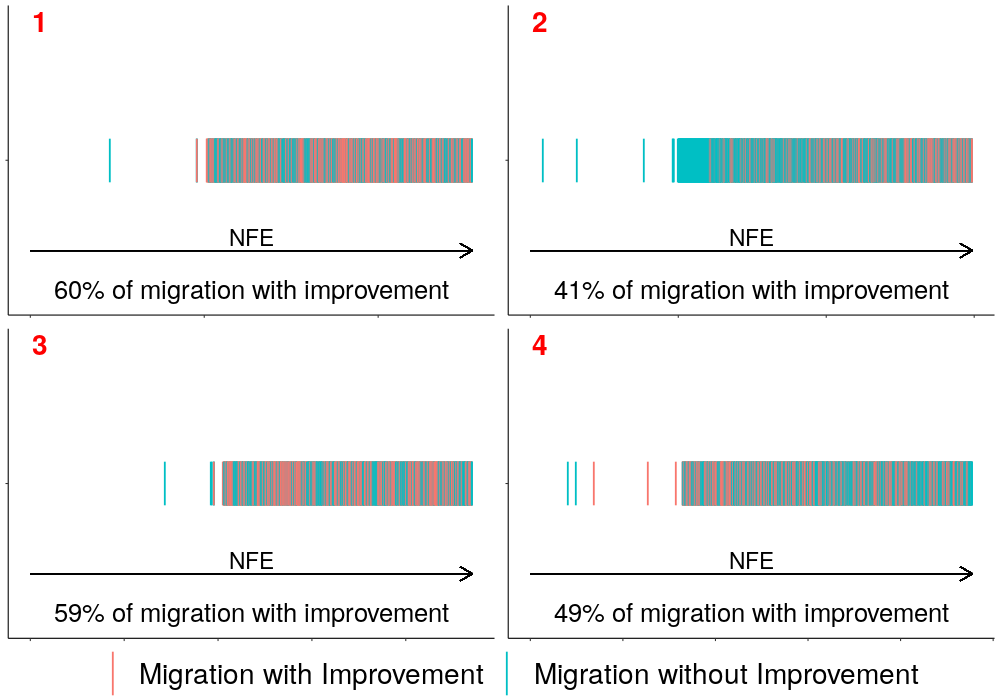 1
NFE
60% of migration with improvement
2
NFE
41% of migration with improvement
3
NFE
59% of migration with improvement
4
NFE
49% of migration with improvement
Migration with Improvement
Migration without Improvement